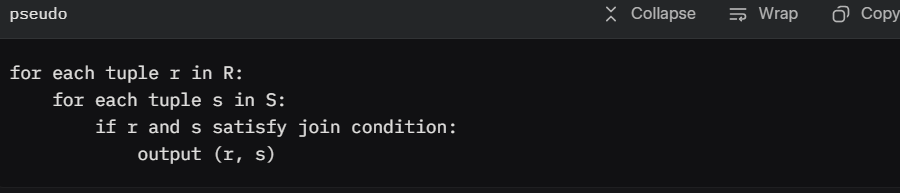 pseudo Collapse Wrap Copy
for each tuple r in R:
    for each tuple s in S:
        if r and s satisfy join condition:
            output (r, s)